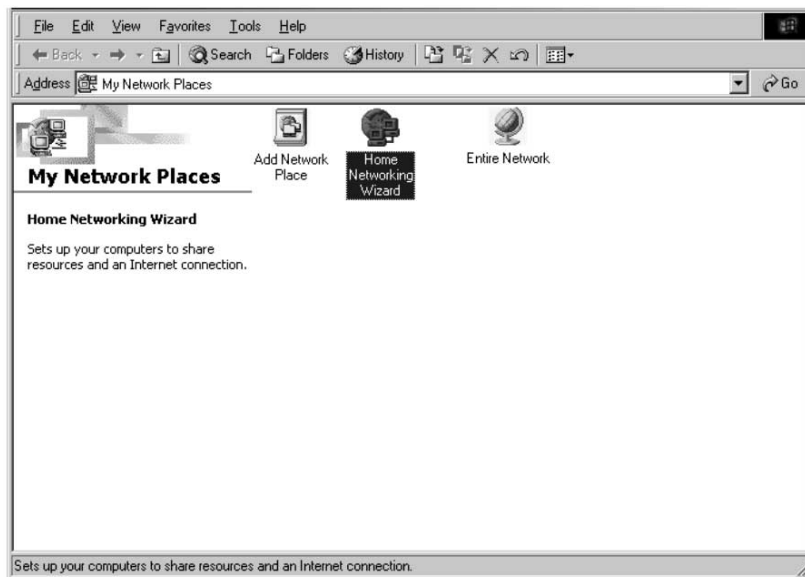 File Edit View Favorites Tools Help
Back Search Folders History
Address My Network Places Go
My Network Places
Home Networking Wizard
Sets up your computers to share
resources and an Internet connection.
Add Network
Place
Home
Networking
Wizard
Entire Network
Sets up your computers to share resources and an Internet connection.